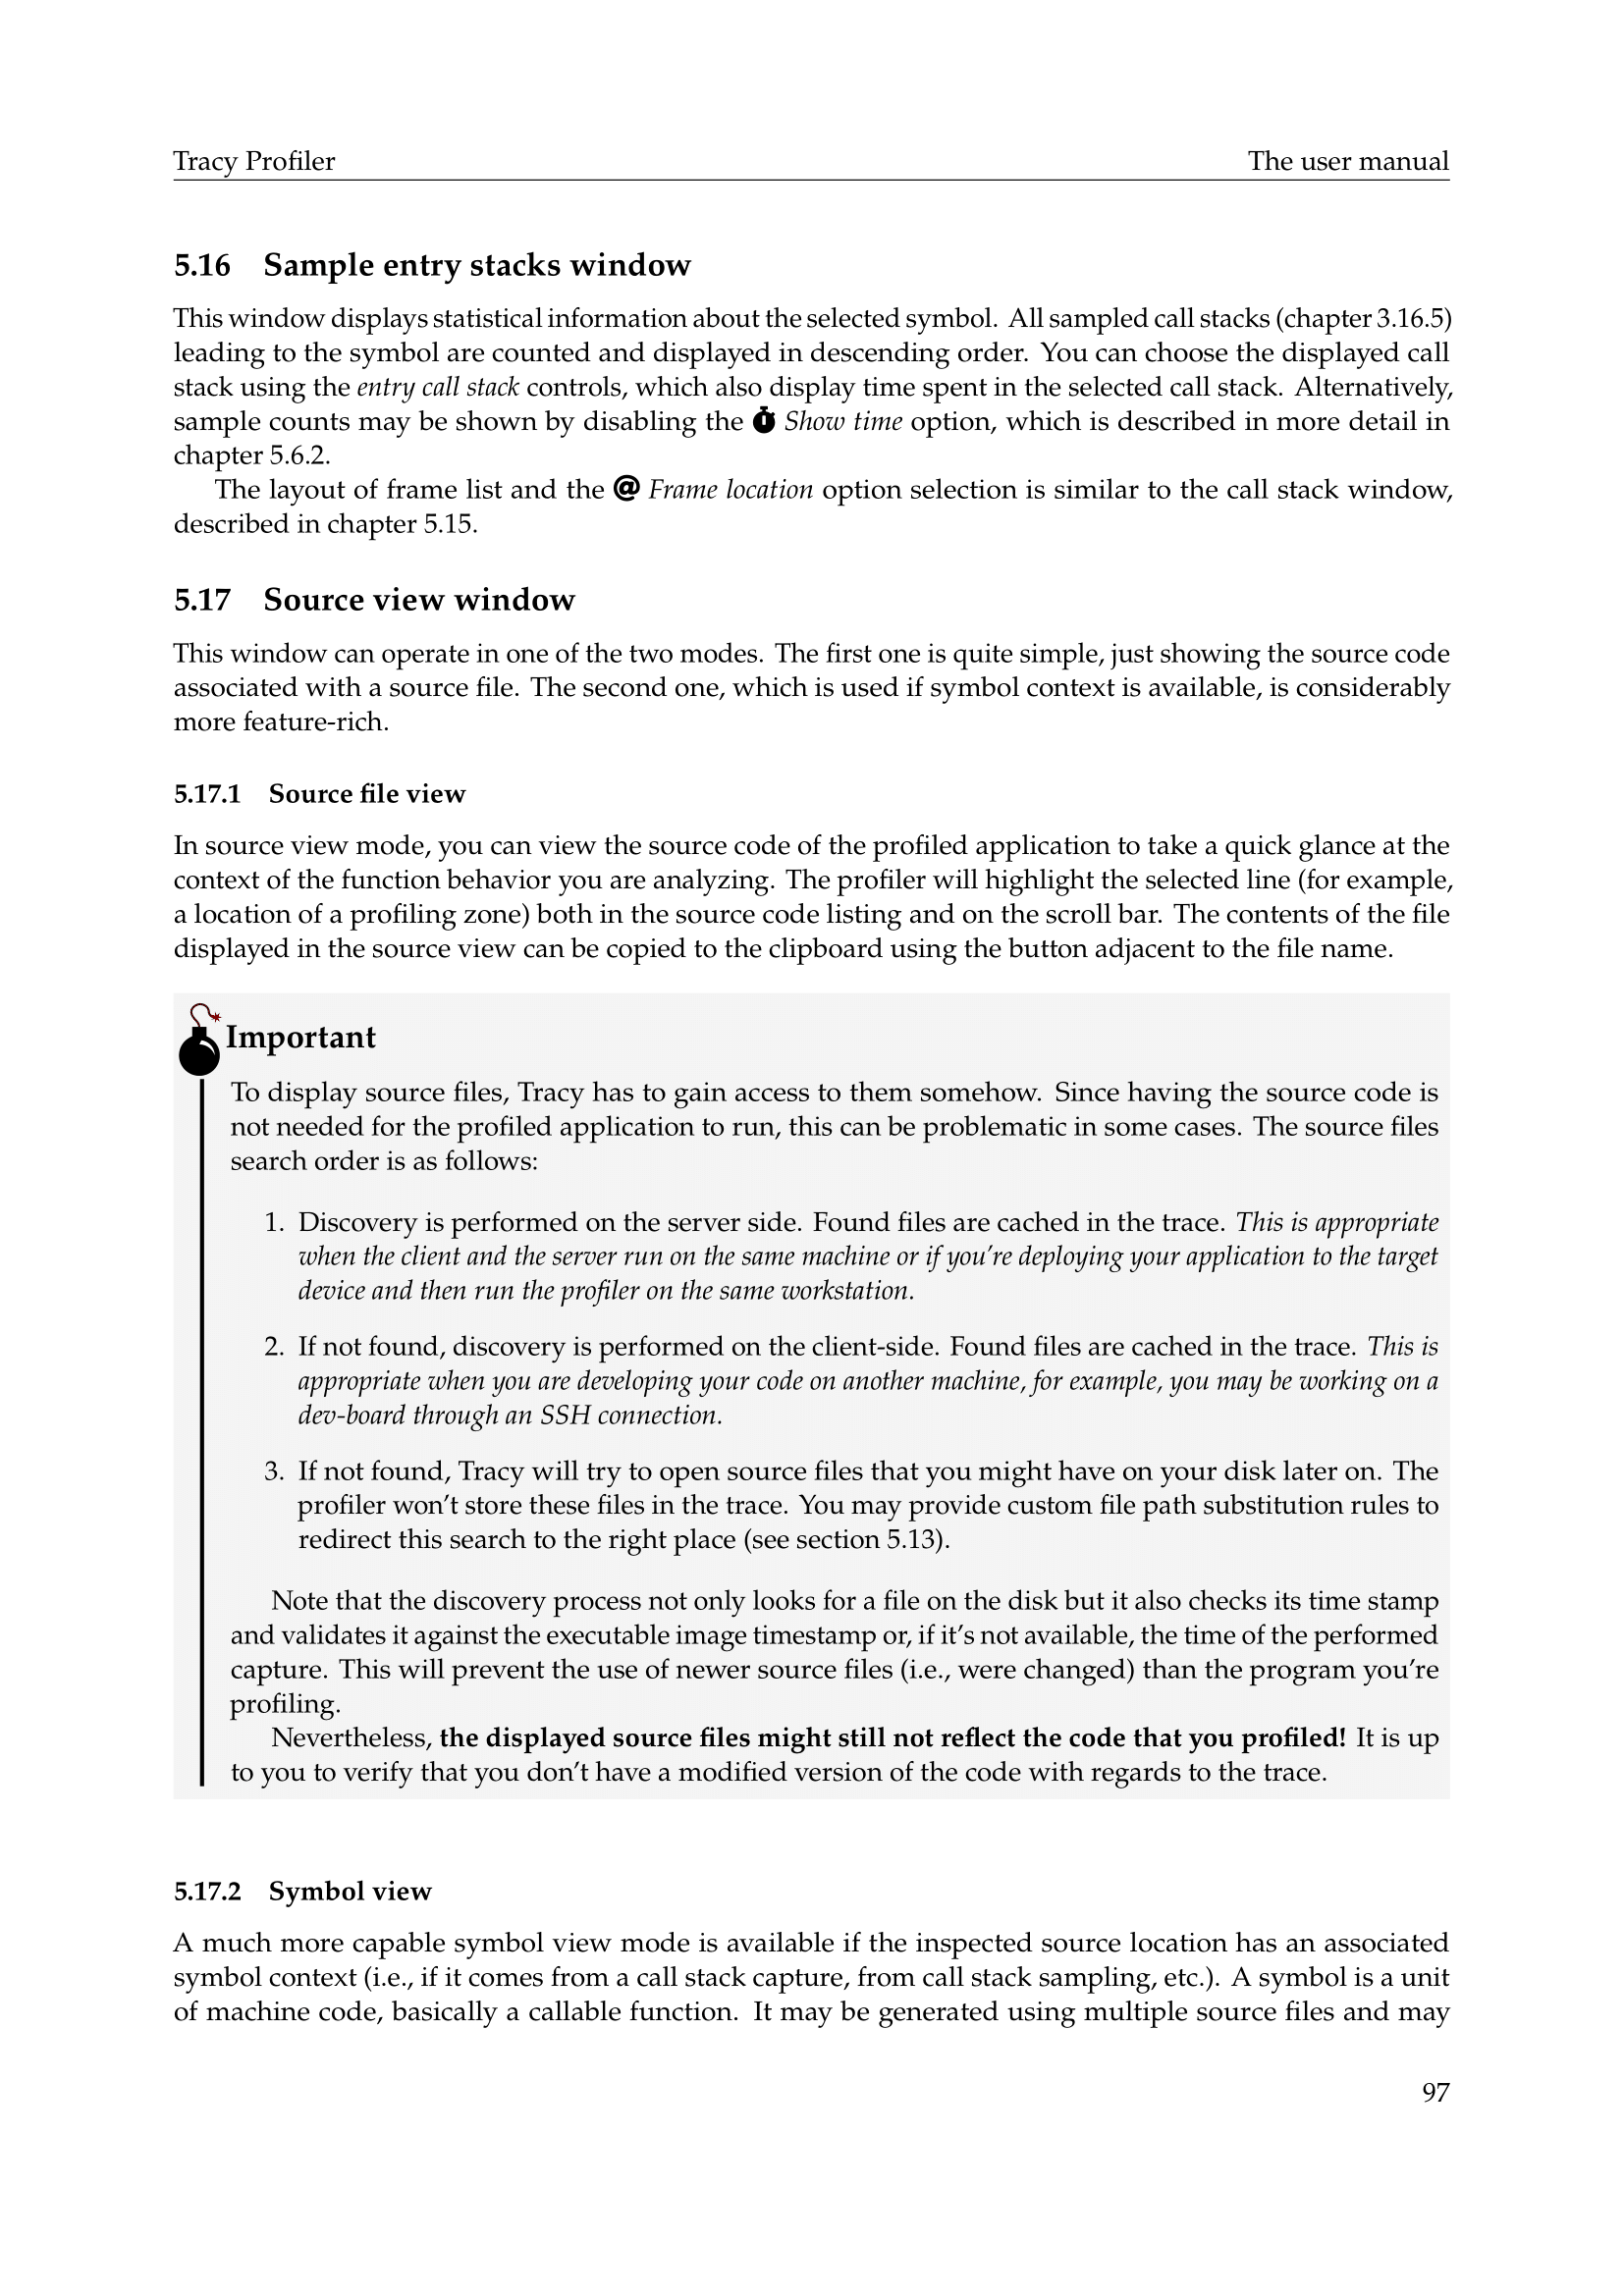 Tracy Profiler The user manual
5.16 Sample entry stacks window
This window displays statistical information about the selected symbol. All sampled call stacks (chapter 3.16.5)
leading to the symbol are counted and displayed in descending order. You can choose the displayed call
stack using the entry call stack controls, which also display time spent in the selected call stack. Alternatively,
sample counts may be shown by disabling the Show time option, which is described in more detail in
chapter 5.6.2.
The layout of frame list and the @ Frame location option selection is similar to the call stack window,
described in chapter 5.15.
5.17 Source view window
This window can operate in one of the two modes. The first one is quite simple, just showing the source code
associated with a source file. The second one, which is used if symbol context is available, is considerably
more feature-rich.
5.17.1 Source file view
In source view mode, you can view the source code of the profiled application to take a quick glance at the
context of the function behavior you are analyzing. The profiler will highlight the selected line (for example,
a location of a profiling zone) both in the source code listing and on the scroll bar. The contents of the file
displayed in the source view can be copied to the clipboard using the button adjacent to the file name.
Important
To display source files, Tracy has to gain access to them somehow. Since having the source code is
not needed for the profiled application to run, this can be problematic in some cases. The source files
search order is as follows:
1. Discovery is performed on the server side. Found files are cached in the trace. This is appropriate
when the client and the server run on the same machine or if you're deploying your application to the target
device and then run the profiler on the same workstation.
2. If not found, discovery is performed on the client-side. Found files are cached in the trace. This is
appropriate when you are developing your code on another machine, for example, you may be working on a
dev-board through an SSH connection.
3. If not found, Tracy will try to open source files that you might have on your disk later on. The
profiler won't store these files in the trace. You may provide custom file path substitution rules to
redirect this search to the right place (see section 5.13).
Note that the discovery process not only looks for a file on the disk but it also checks its time stamp
and validates it against the executable image timestamp or, if it's not available, the time of the performed
capture. This will prevent the use of newer source files (i.e., were changed) than the program you're
profiling.
Nevertheless, the displayed source files might still not reflect the code that you profiled! It is up
to you to verify that you don't have a modified version of the code with regards to the trace.
5.17.2 Symbol view
A much more capable symbol view mode is available if the inspected source location has an associated
symbol context (i.e., if it comes from a call stack capture, from call stack sampling, etc.). A symbol is a unit
of machine code, basically a callable function. It may be generated using multiple source files and may
97